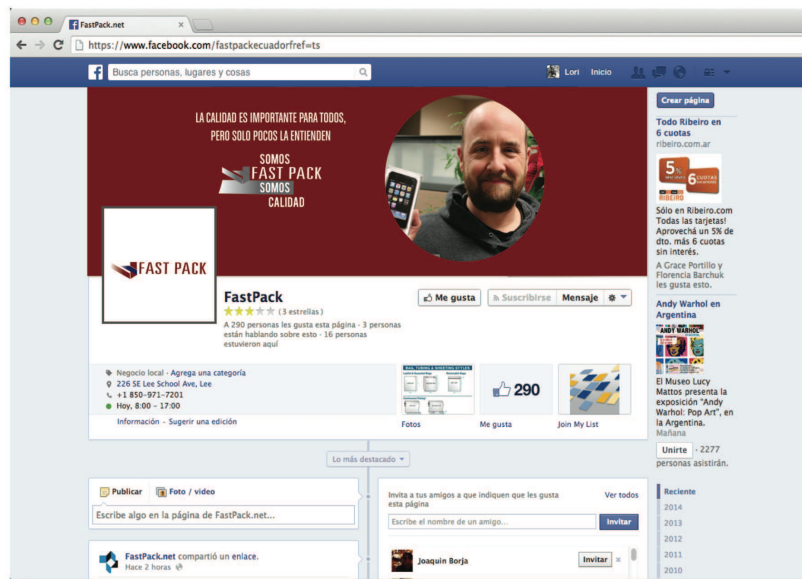 FastPack.net
https://www.facebook.com/fastpackecuadorfref=ts
Busca personas, lugares y cosas
Lori Inicio
LA CALIDAD ES IMPORTANTE PARA TODOS,
PERO SOLO POCOS LA ENTIENDEN
SOMOS
FAST PACK
SOMOS
CALIDAD
FAST PACK
FastPack
(3 estrellas)
A 290 personas les gusta esta página · 3 personas
están hablando sobre esto · 16 personas
estuvieron aquí
Me gusta
Suscribirse
Mensaje
Negocio local · Agrega una categoría
226 SE Lee School Ave, Lee
+1 850-971-7201
Hoy, 8:00 - 17:00
Información - Sugerir una edición
BAG, TUBING & SHEETING STYLES
Fotos
290
Me gusta
Join My List
Lo más destacado
Publicar
Foto / video
Escribe algo en la página de FastPack.net...
FastPack.net compartió un enlace.
Hace 2 horas
Invita a tus amigos a que indiquen que les gusta
esta página
Ver todos
Escribe el nombre de un amigo...
Invitar
Joaquin Borja
Invitar
Crear página
Todo Ribeiro en
6 cuotas
ribeiro.com.ar
5%
6 cuotas
RIBEIRO
Sólo en Ribeiro.com
Todas las tarjetas!
Aprovechá un 5% de
dto. más 6 cuotas
sin interés.
A Grace Portillo y
Florencia Barchuk
les gusta esto.
Andy Warhol en
Argentina
ANDY WARHOL
El Museo Lucy
Mattos presenta la
exposición "Andy
Warhol: Pop Art", en
la Argentina.
Mañana
Unirte · 2277
personas asistirán.
Reciente
2014
2013
2012
2011
2010